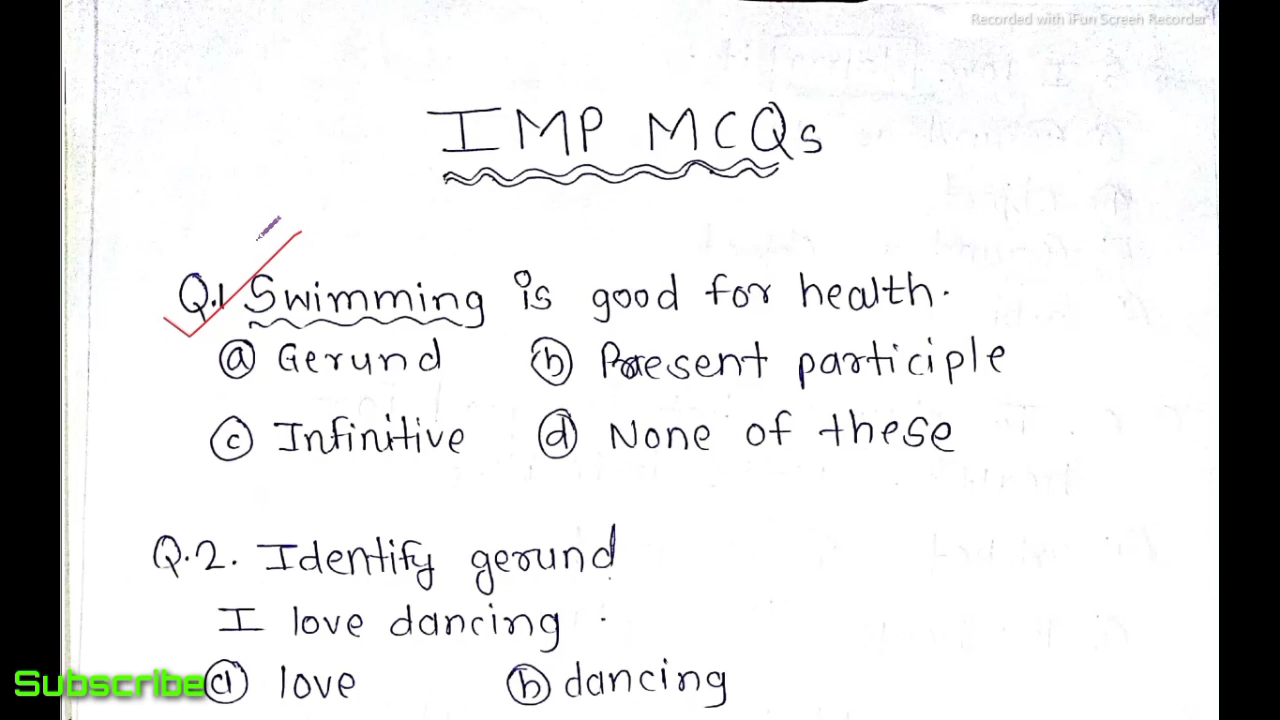 Recorded with iFun Screen Recorder
IMP MCQs
Q.1 Swimming is good for health.
(a) Gerund (b) Present participle
(c) Infinitive (d) None of these
Q.2. Identify gerund
I love dancing .
Subscribe (a) love (b) dancing